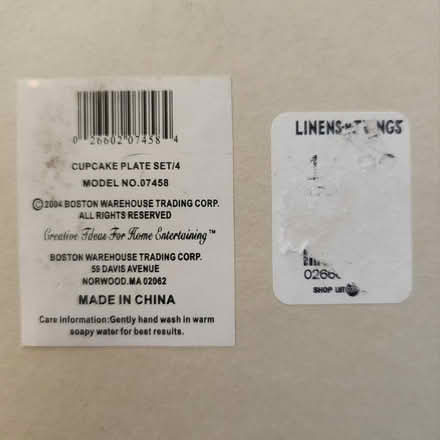 0 26602 07458 4
CUPCAKE PLATE SET/4
MODEL NO.07458
©2004 BOSTON WAREHOUSE TRADING CORP.
ALL RIGHTS RESERVED
Creative Ideas For Home Entertaining™
BOSTON WAREHOUSE TRADING CORP.
59 DAVIS AVENUE
NORWOOD.MA 02062
MADE IN CHINA
Care information:Gently hand wash in warm
soapy water for best results.
LINENS
SHOP